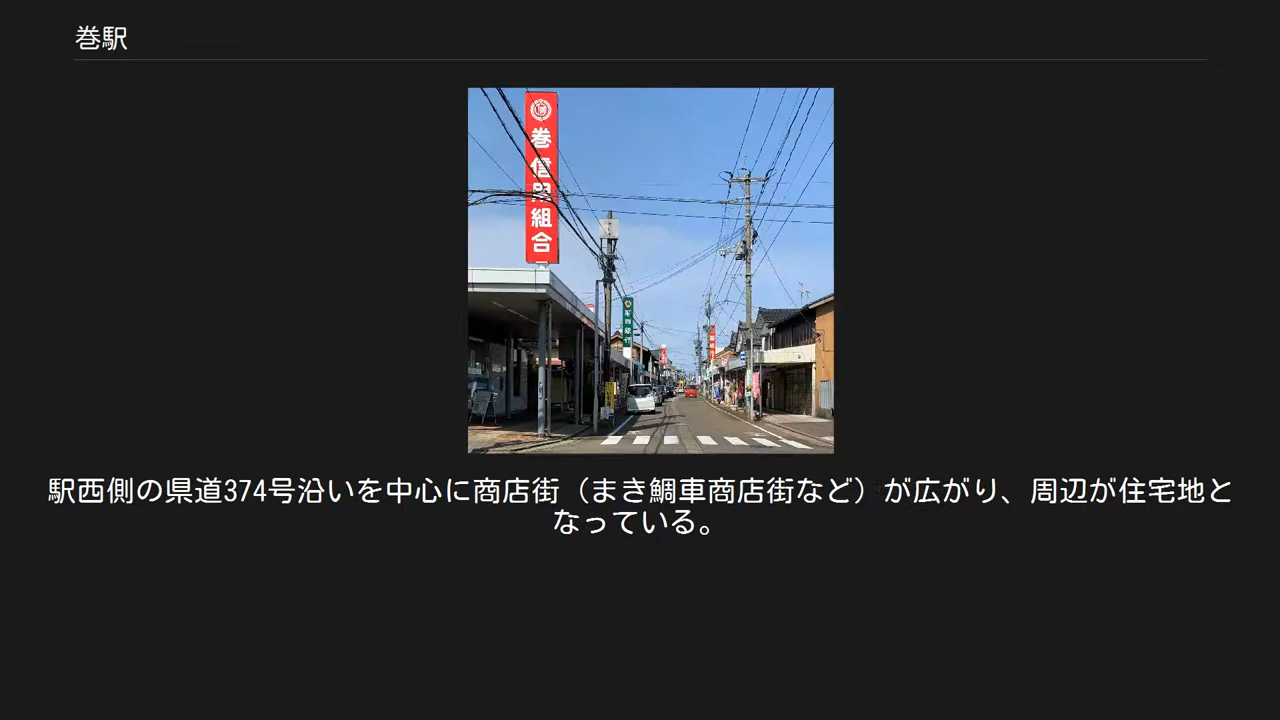 巻駅
巻信用組合
駅西側の県道374号沿いを中心に商店街（まき鯛車商店街など）が広がり、周辺が住宅地と
なっている。